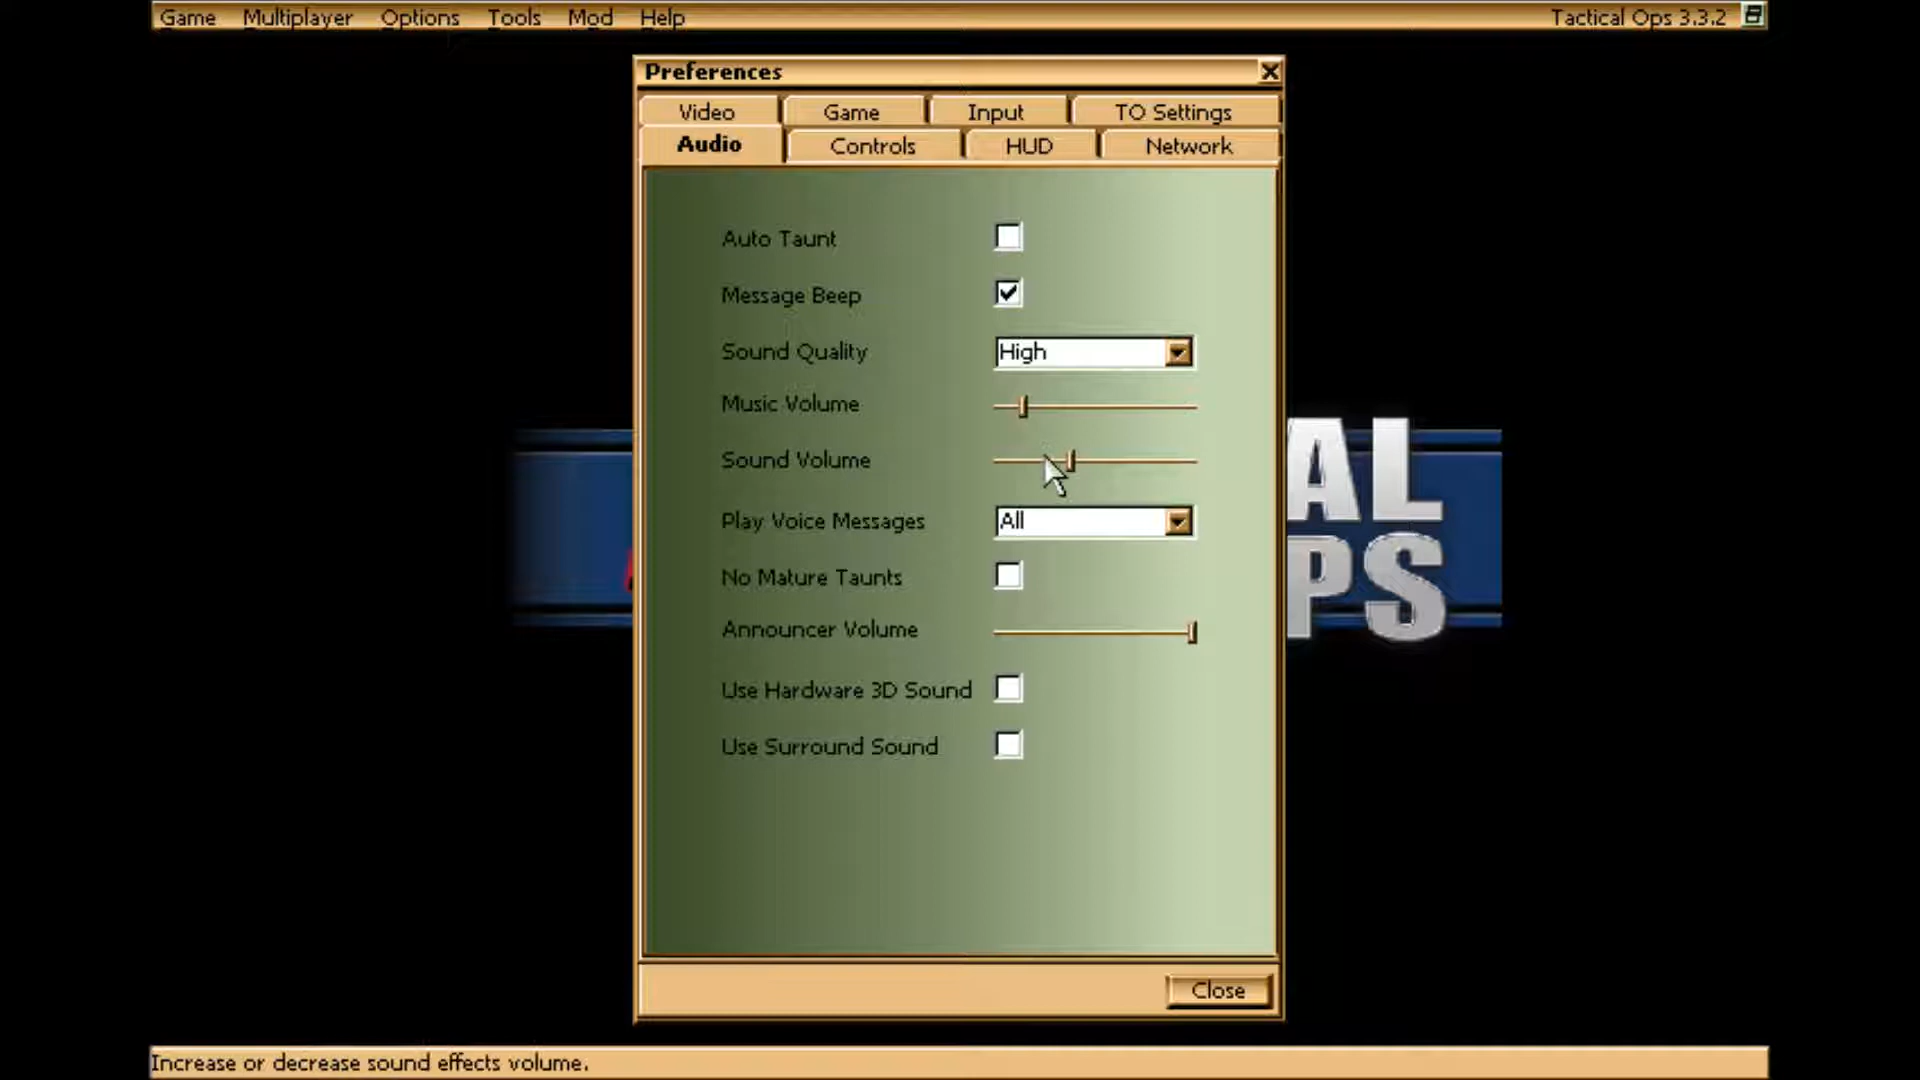 Game Multiplayer Options Tools Mod Help Tactical Ops 3.3.2
Preferences
Video Game Input TO Settings
Audio Controls HUD Network
Auto Taunt
Message Beep
Sound Quality High
Music Volume
Sound Volume
Play Voice Messages All
No Mature Taunts
Announcer Volume
Use Hardware 3D Sound
Use Surround Sound
AL
PS
Close
Increase or decrease sound effects volume.